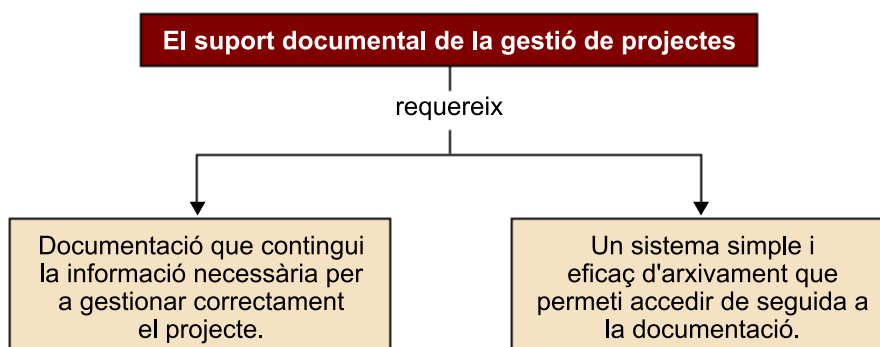 El suport documental de la gestió de projectes
requereix
Documentació que contingui
la informació necessària per
a gestionar correctament
el projecte.
Un sistema simple i
eficaç d'arxivament que
permeti accedir de seguida a
la documentació.